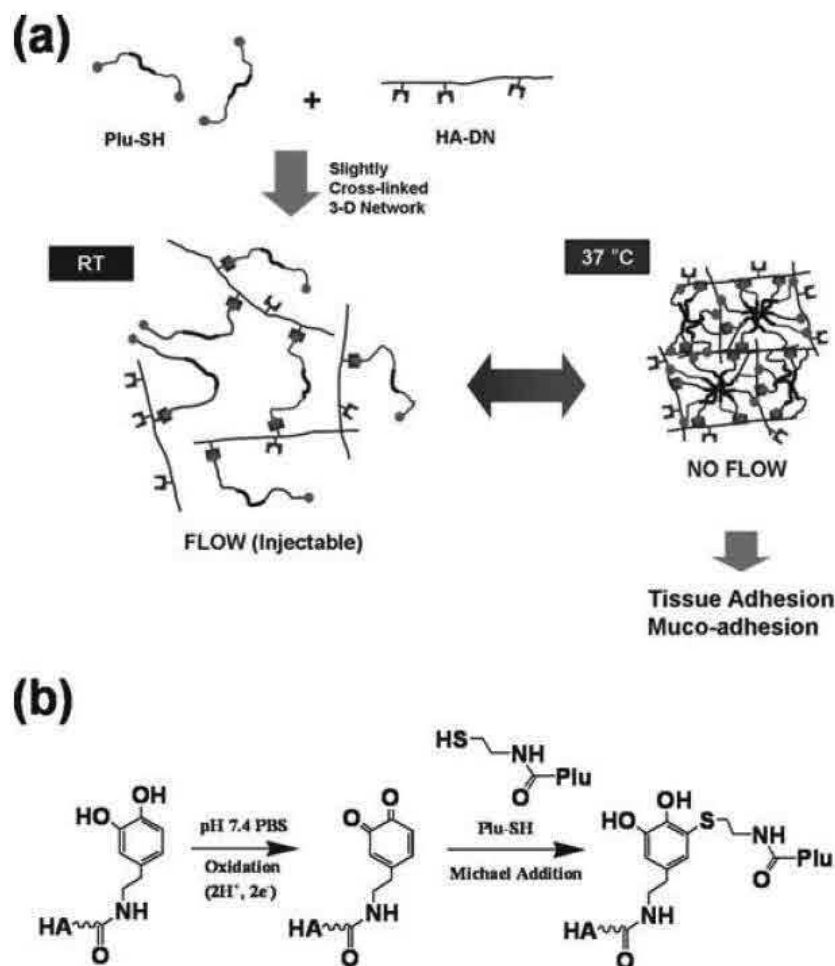 (a)
Plu-SH
+
HA-DN
Slightly
Cross-linked
3-D Network
RT
37 °C
FLOW (Injectable)
NO FLOW
Tissue Adhesion
Muco-adhesion
(b)
HO
OH
HA
O
NH
pH 7.4 PBS
Oxidation
(2H⁺, 2e⁻)
O
O
HA
O
NH
HS
NH
O
Plu
Plu-SH
Michael Addition
HO
OH
S
NH
O
Plu
HA
O
NH